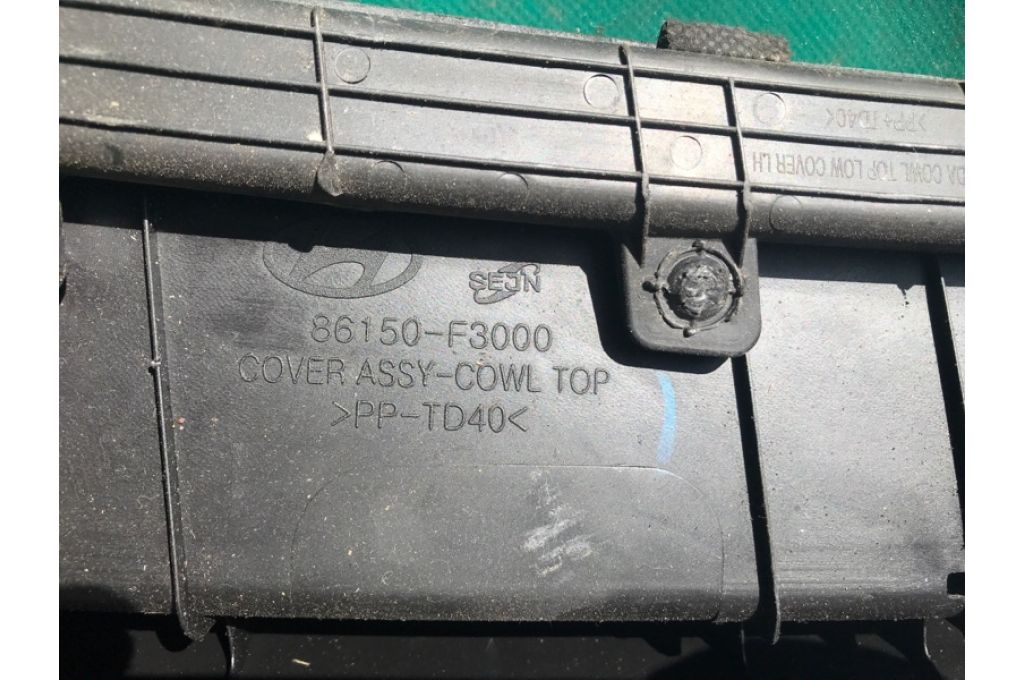 >PP+TD40<
DA COWL TOP LOW COVER LH
SEJN
86150-F3000
COVER ASSY-COWL TOP
>PP-TD40<